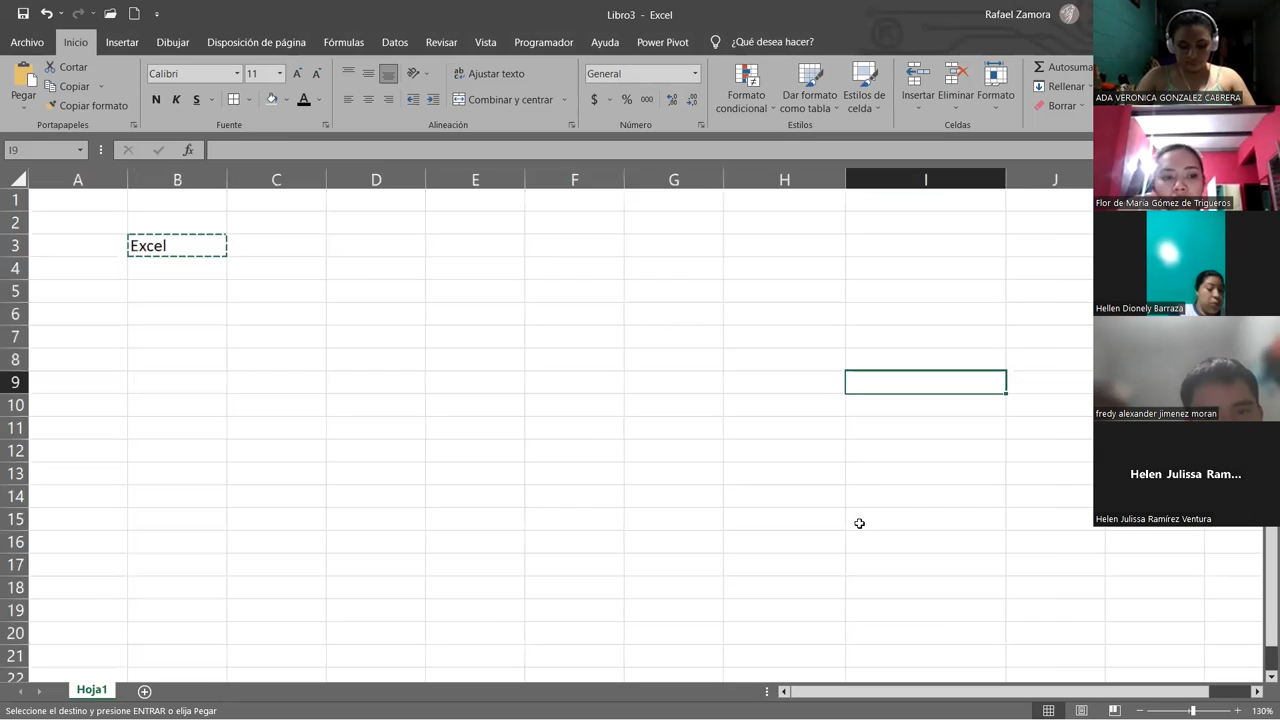 Libro3 - Excel
Rafael Zamora
Archivo Inicio Insertar Dibujar Disposición de página Fórmulas Datos Revisar Vista Programador Ayuda Power Pivot ¿Qué desea hacer?
Pegar
Cortar
Copiar
Copiar formato
Portapapeles
Calibri 11
N K S
Fuente
Ajustar texto
Combinar y centrar
Alineación
General
$ % 000
Número
Formato condicional
Dar formato como tabla
Estilos de celda
Estilos
Insertar Eliminar Formato
Celdas
Autosuma
Rellenar
Borrar
I9
fx
A B C D E F G H I J
1
2
3 Excel
4
5
6
7
8
9
10
11
12
13
14
15
16
17
18
19
20
21
22
Hoja1
Seleccione el destino y presione ENTRAR o elija Pegar
130%
ADA VERONICA GONZALEZ CABRERA
Flor de María Gómez de Trigueros
Hellen Dionely Barraza
fredy alexander jimenez moran
Helen Julissa Ram...
Helen Julissa Ramírez Ventura